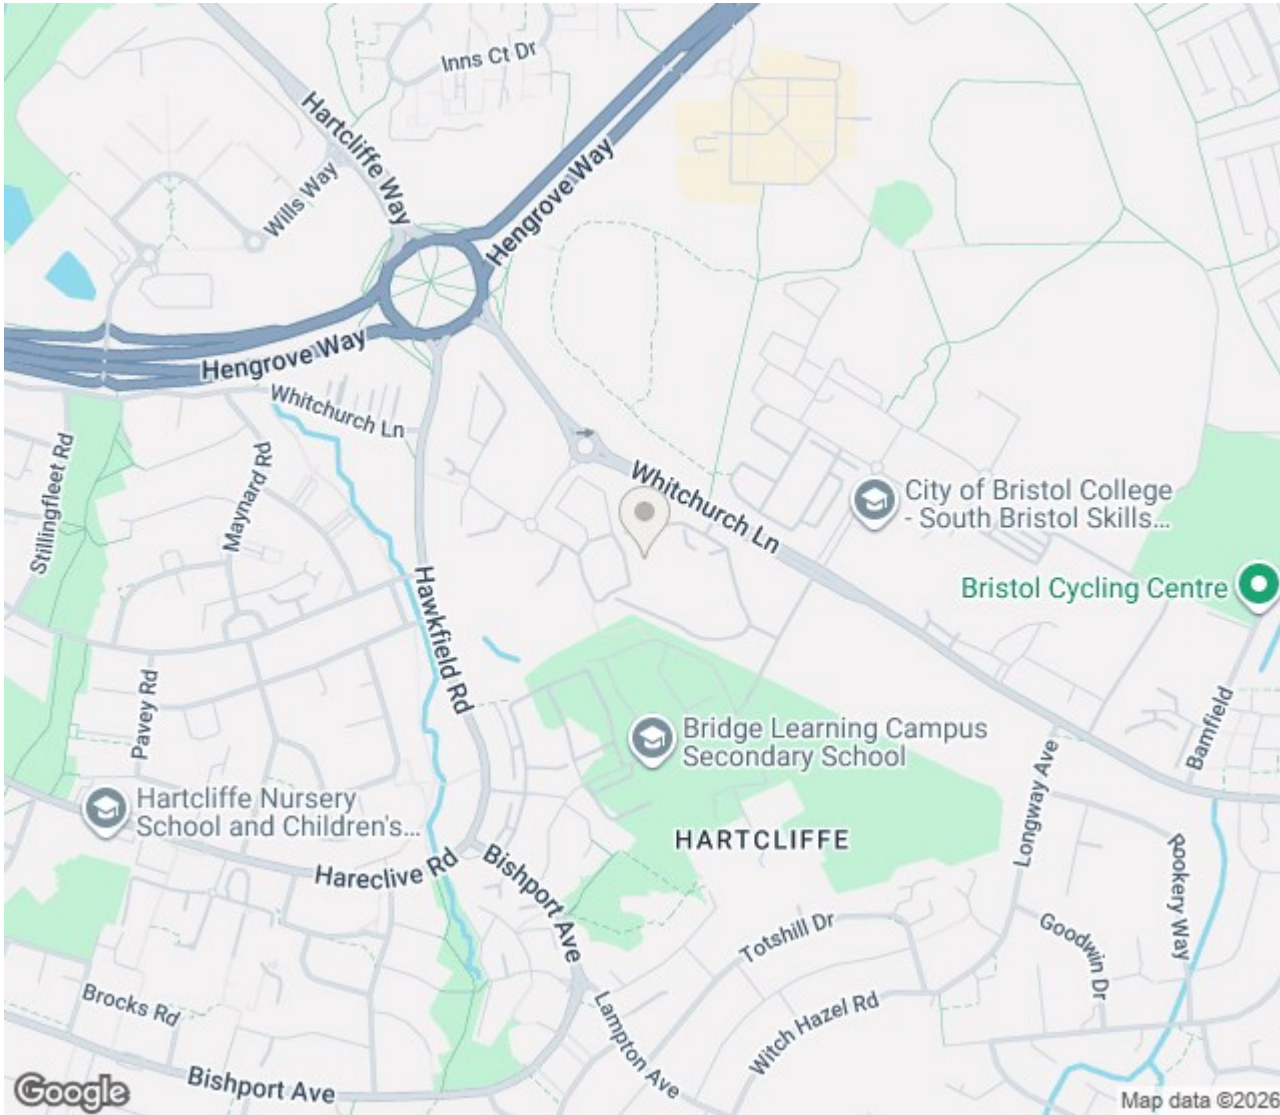 Inns Ct Dr
Hartcliffe Way
Wills Way
Hengrove Way
Hengrove Way
Whitchurch Ln
Stillingfleet Rd
Maynard Rd
Whitchurch Ln
City of Bristol College
- South Bristol Skills...
Bristol Cycling Centre
Hawkfield Rd
Pavey Rd
Barnfield
Bridge Learning Campus
Secondary School
Longway Ave
Hartcliffe Nursery
School and Children's...
HARTCLIFFE
Rookery Way
Hareclive Rd
Bishport Ave
Totshill Dr
Goodwin Dr
Brocks Rd
Lampton Ave
Witch Hazel Rd
Bishport Ave
Google
Map data ©2026